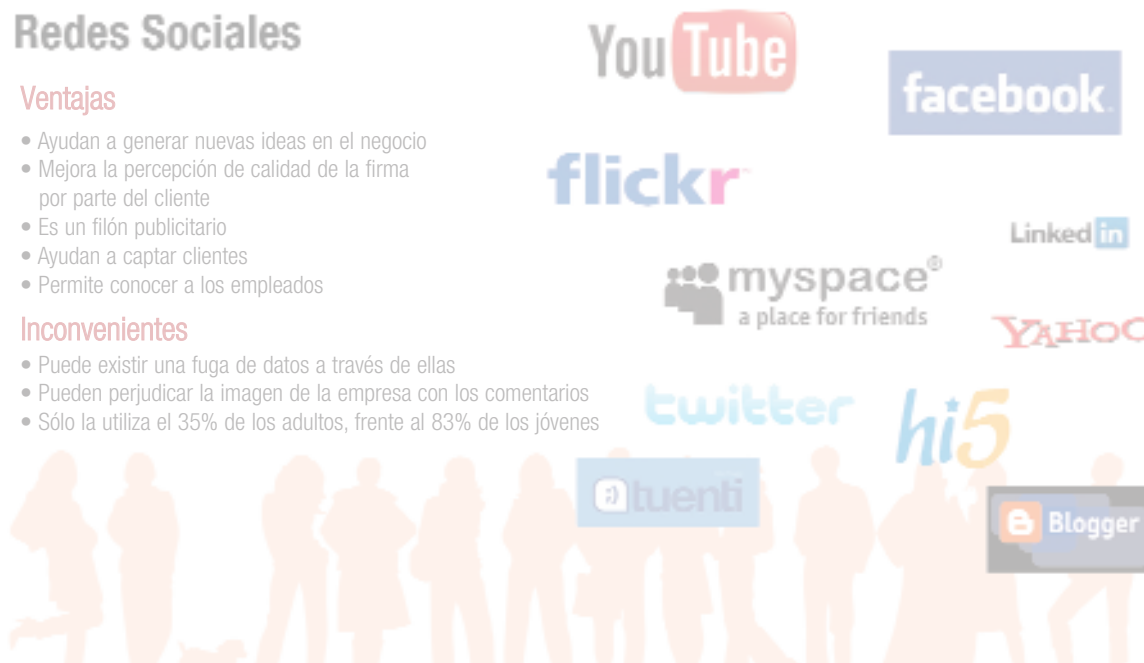 Redes Sociales
Ventajas
• Ayudan a generar nuevas ideas en el negocio
• Mejora la percepción de calidad de la firma
por parte del cliente
• Es un filón publicitario
• Ayudan a captar clientes
• Permite conocer a los empleados
Inconvenientes
• Puede existir una fuga de datos a través de ellas
• Pueden perjudicar la imagen de la empresa con los comentarios
• Sólo la utiliza el 35% de los adultos, frente al 83% de los jóvenes
YouTube
facebook.
flickr
Linked in
myspace®
a place for friends
YAHOO
twitter
hi5
tuenti
Blogger